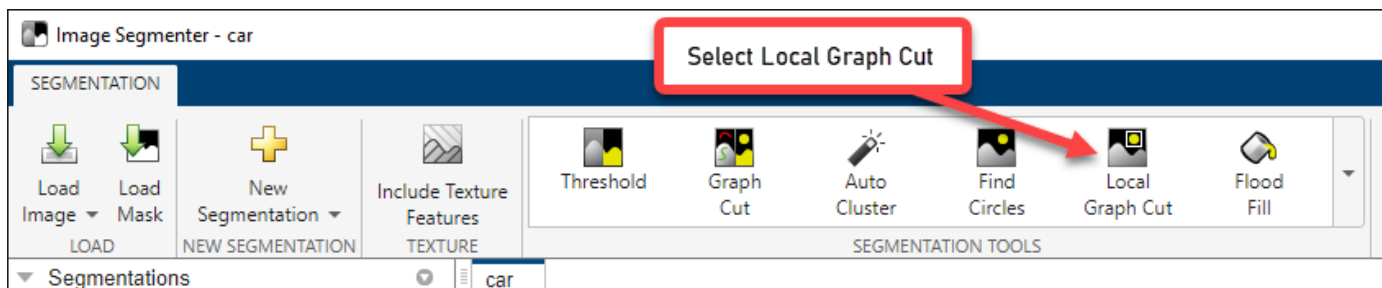 Image Segmenter - car
Select Local Graph Cut
SEGMENTATION
Load
Image
Load
Mask
New
Segmentation
Include Texture
Features
Threshold
Graph
Cut
Auto
Cluster
Find
Circles
Local
Graph Cut
Flood
Fill
LOAD
NEW SEGMENTATION
TEXTURE
SEGMENTATION TOOLS
Segmentations
car